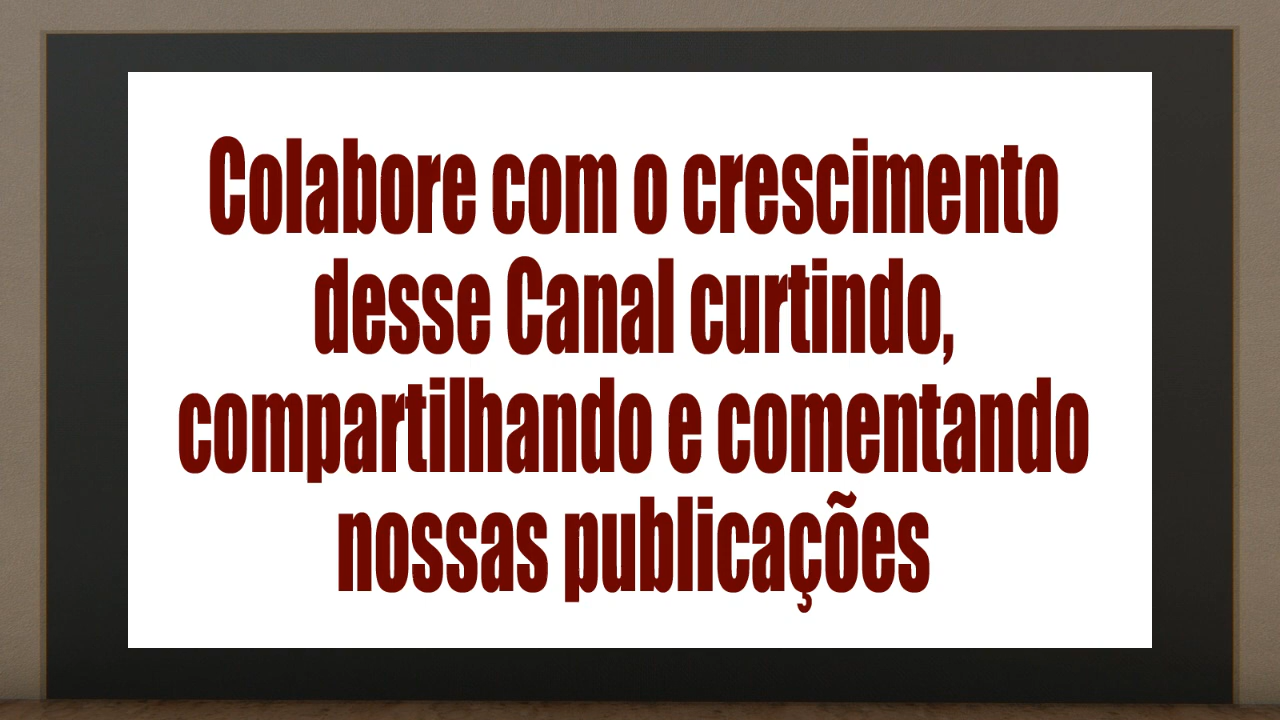 Colabore com o crescimento
desse Canal curtindo,
compartilhando e comentando
nossas publicações